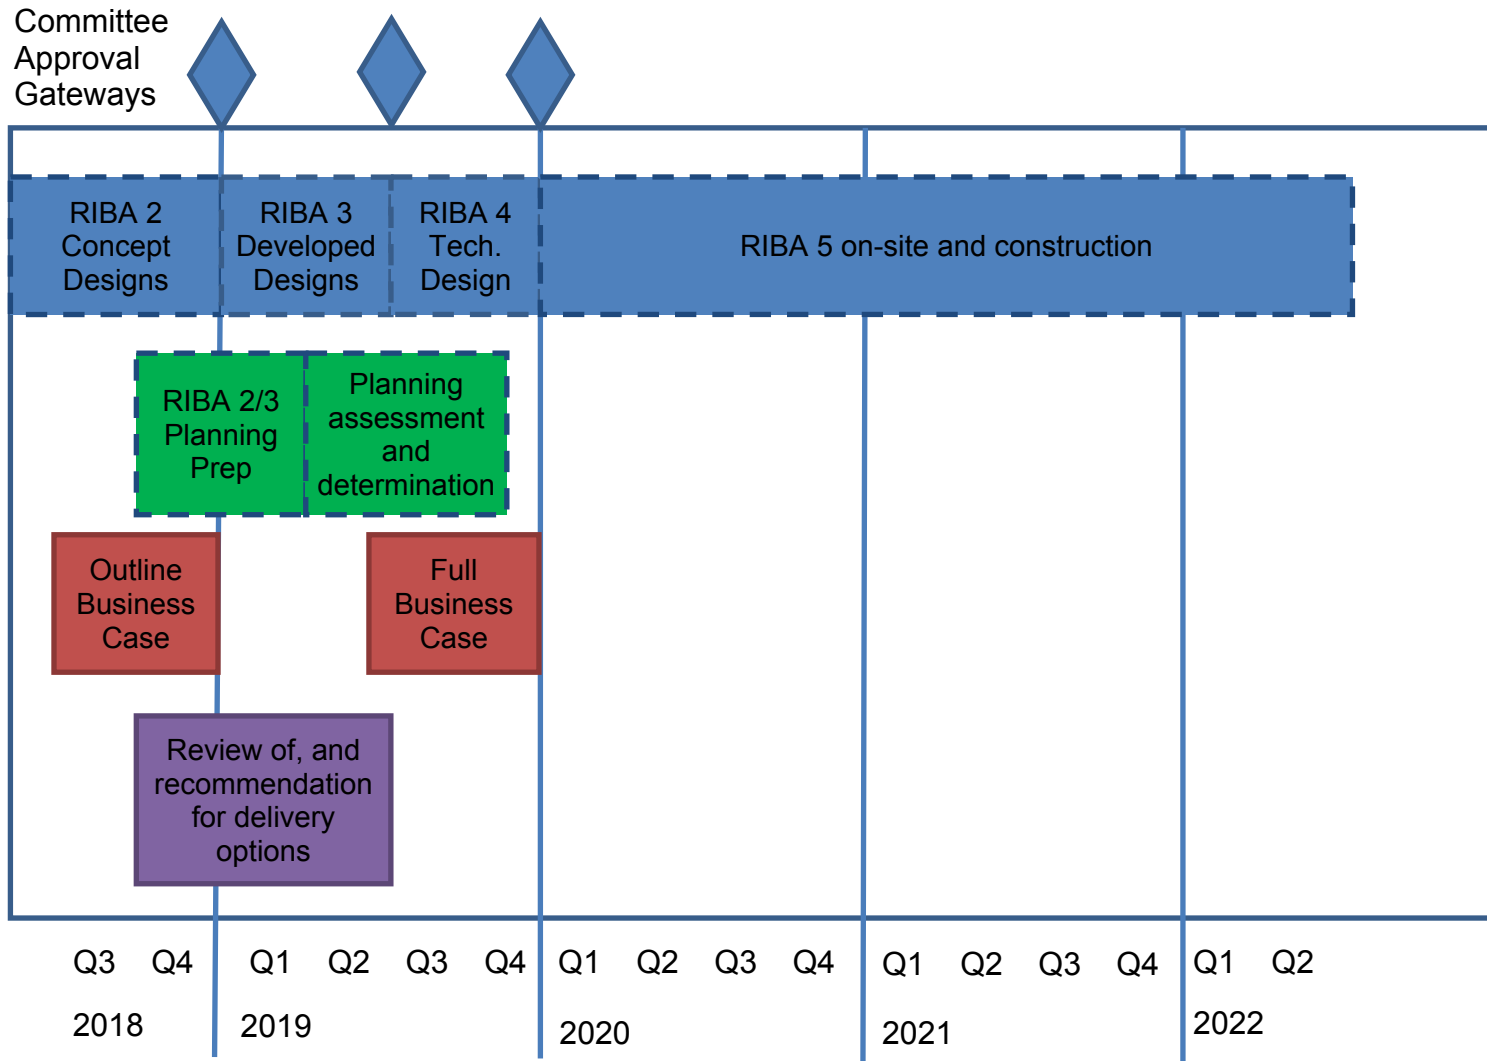 Committee
Approval
Gateways
RIBA 2
Concept
Designs
RIBA 3
Developed
Designs
RIBA 4
Tech.
Design
RIBA 5 on-site and construction
RIBA 2/3
Planning
Prep
Planning
assessment
and
determination
Outline
Business
Case
Full
Business
Case
Review of, and
recommendation
for delivery
options
Q3 Q4 Q1 Q2 Q3 Q4 Q1 Q2 Q3 Q4 Q1 Q2 Q3 Q4 Q1 Q2
2018 2019 2020 2021 2022